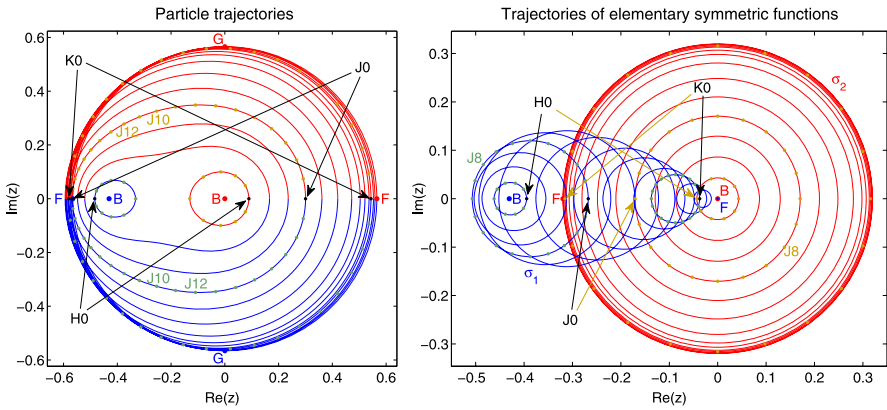 Particle trajectories
Trajectories of elementary symmetric functions
0.6
0.4
0.2
0
−0.2
−0.4
−0.6
Im(z)
−0.6
−0.4
−0.2
0
0.2
0.4
0.6
Re(z)
G
K0
J0
J10
J12
F
B
B
F
H0
J10
J12
G
0.3
0.2
0.1
0
−0.1
−0.2
−0.3
Im(z)
−0.5
−0.4
−0.3
−0.2
−0.1
0
0.1
0.2
0.3
Re(z)
σ2
K0
H0
J8
B
F
B
F
J8
σ1
J0